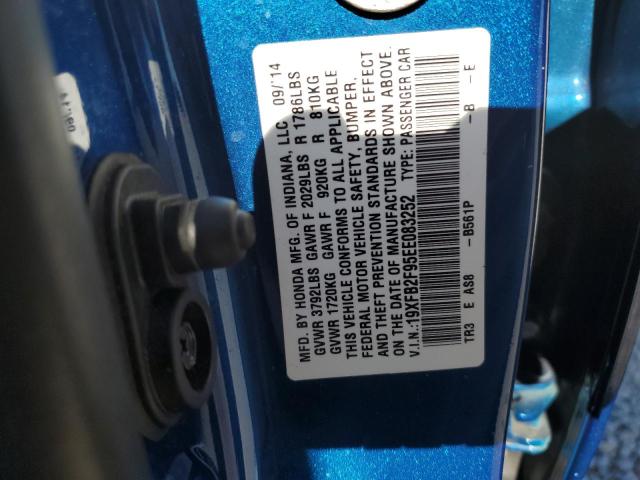 MFD. BY HONDA MFG. OF INDIANA, LLC 09/'14
GVWR 3792LBS GAWR F 2029LBS R 1786LBS
GVWR 1720KG GAWR F 920KG R 810KG
THIS VEHICLE CONFORMS TO ALL APPLICABLE
FEDERAL MOTOR VEHICLE SAFETY, BUMPER,
AND THEFT PREVENTION STANDARDS IN EFFECT
ON THE DATE OF MANUFACTURE SHOWN ABOVE.
V.I.N.: 19XFB2F95EE083252 TYPE: PASSENGER CAR
TR3 E AS8 -B561P -B -E